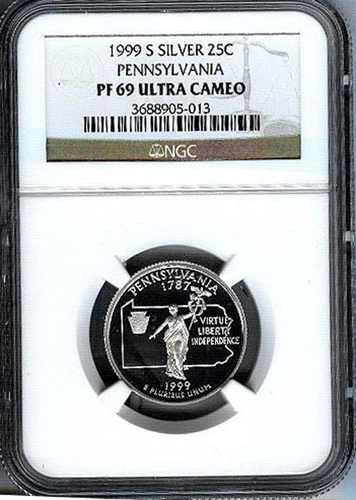 1999 S SILVER 25C
PENNSYLVANIA
PF 69 ULTRA CAMEO
3688905-013
NGC
PENNSYLVANIA
1787
VIRTUE
LIBERTY
INDEPENDENCE
1999
E PLURIBUS UNUM